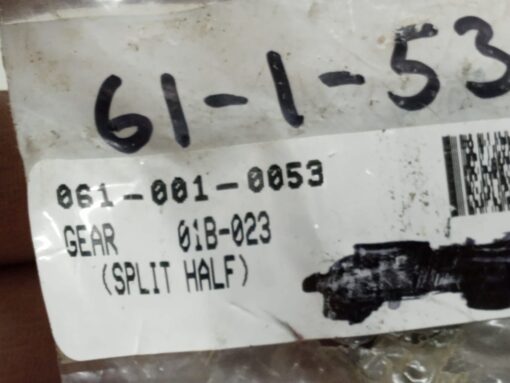 61-1-53
061-001-0053
GEAR 01B-023
(SPLIT HALF)